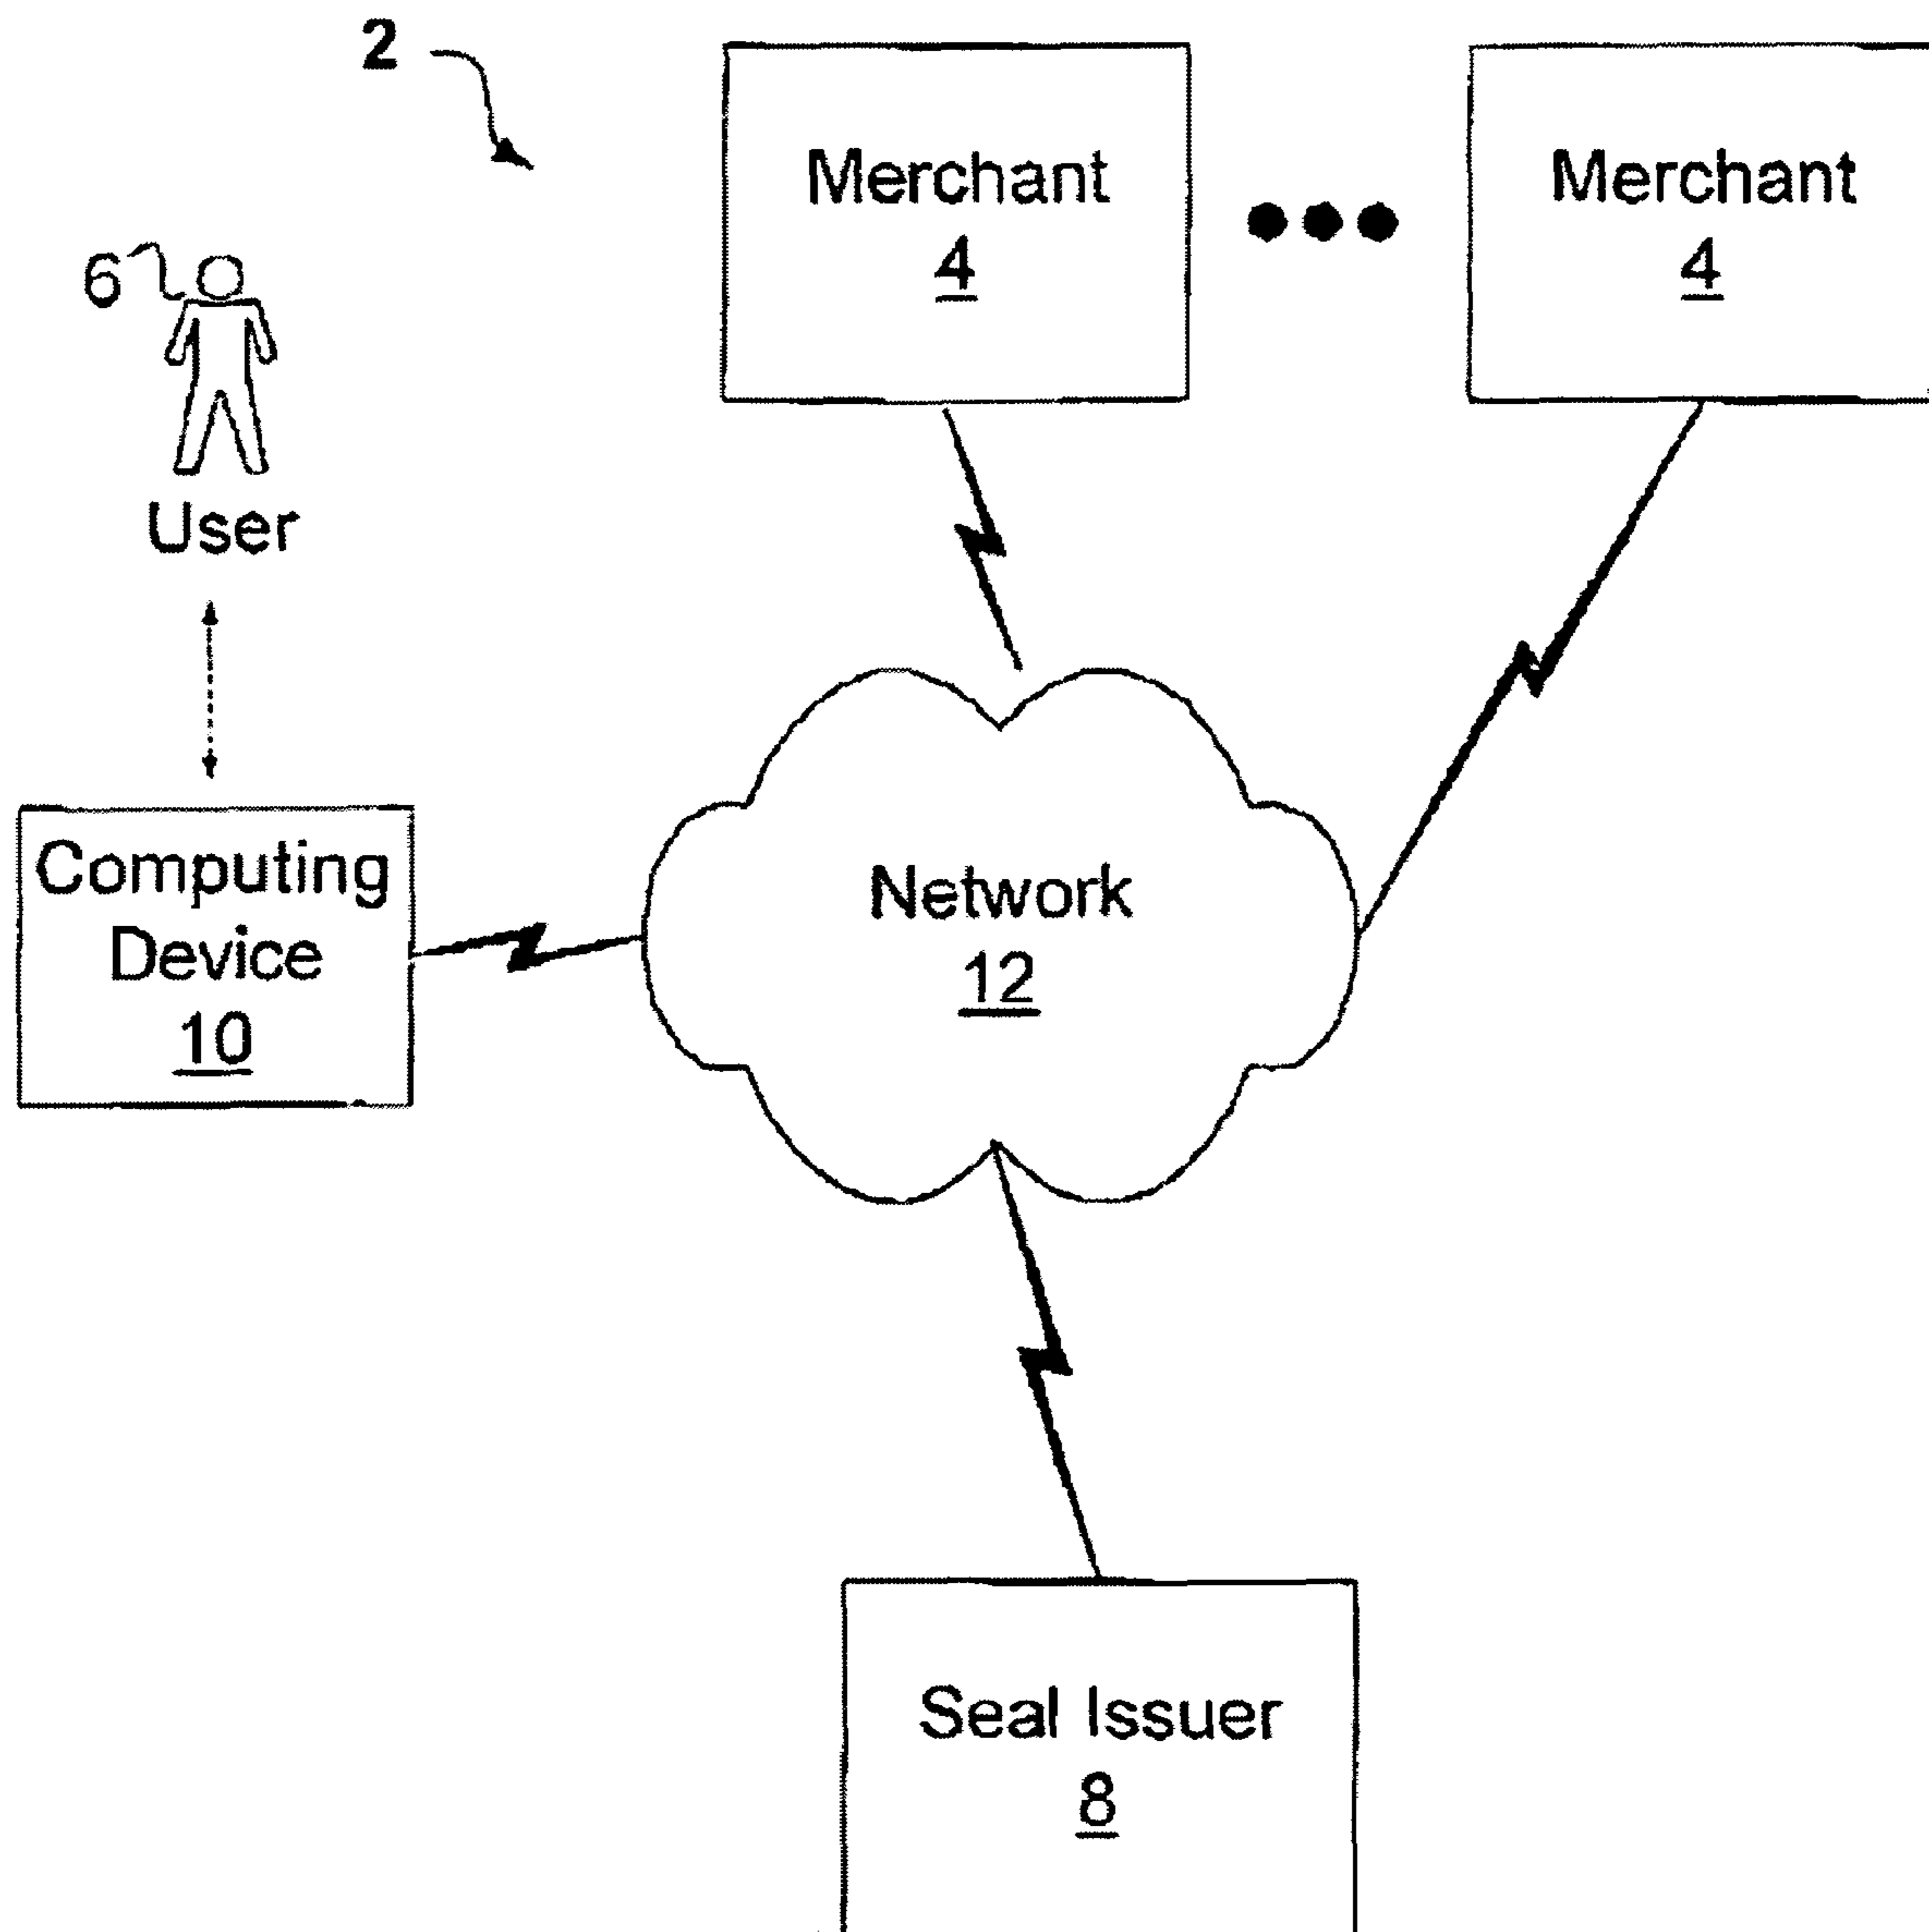 2
Merchant
4
Merchant
4
6
User
Computing
Device
10
Network
12
Seal Issuer
8